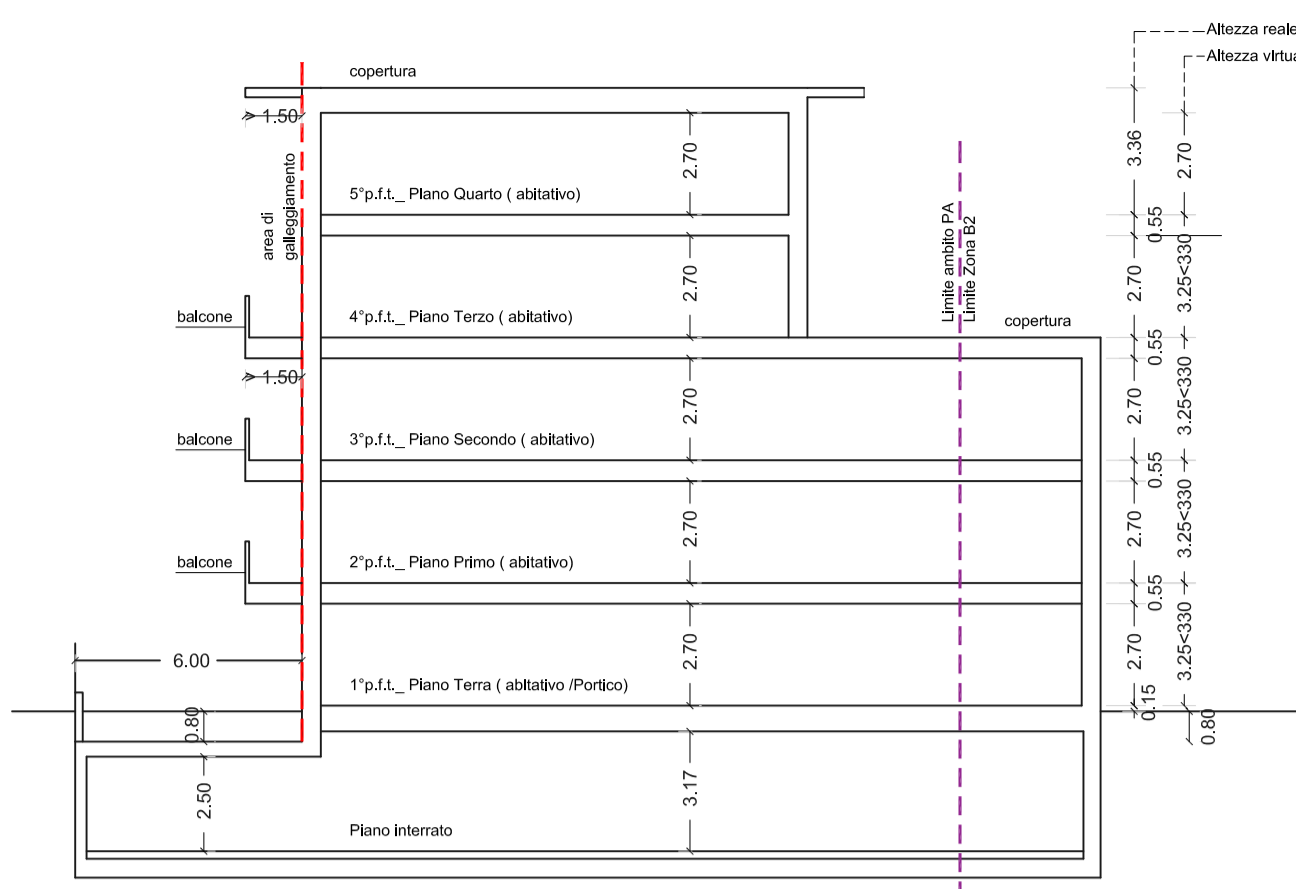 Altezza reale
Altezza virtua
copertura
1.50
3.36
2.70
2.70
area di
galleggiamento
5°p.f.t._ Piano Quarto ( abitativo)
0.55
Limite ambito PA
Limite Zona B2
2.70
2.70
3.25<330
balcone
4°p.f.t._ Piano Terzo ( abitativo)
copertura
0.55
1.50
2.70
2.70
3.25<330
balcone
3°p.f.t._ Piano Secondo ( abitativo)
0.55
2.70
2.70
3.25<330
balcone
2°p.f.t._ Piano Primo ( abitativo)
0.55
6.00
2.70
2.70
3.25<330
1°p.f.t._ Piano Terra ( abitativo /Portico)
0.15
0.80
0.80
2.50
3.17
Piano interrato